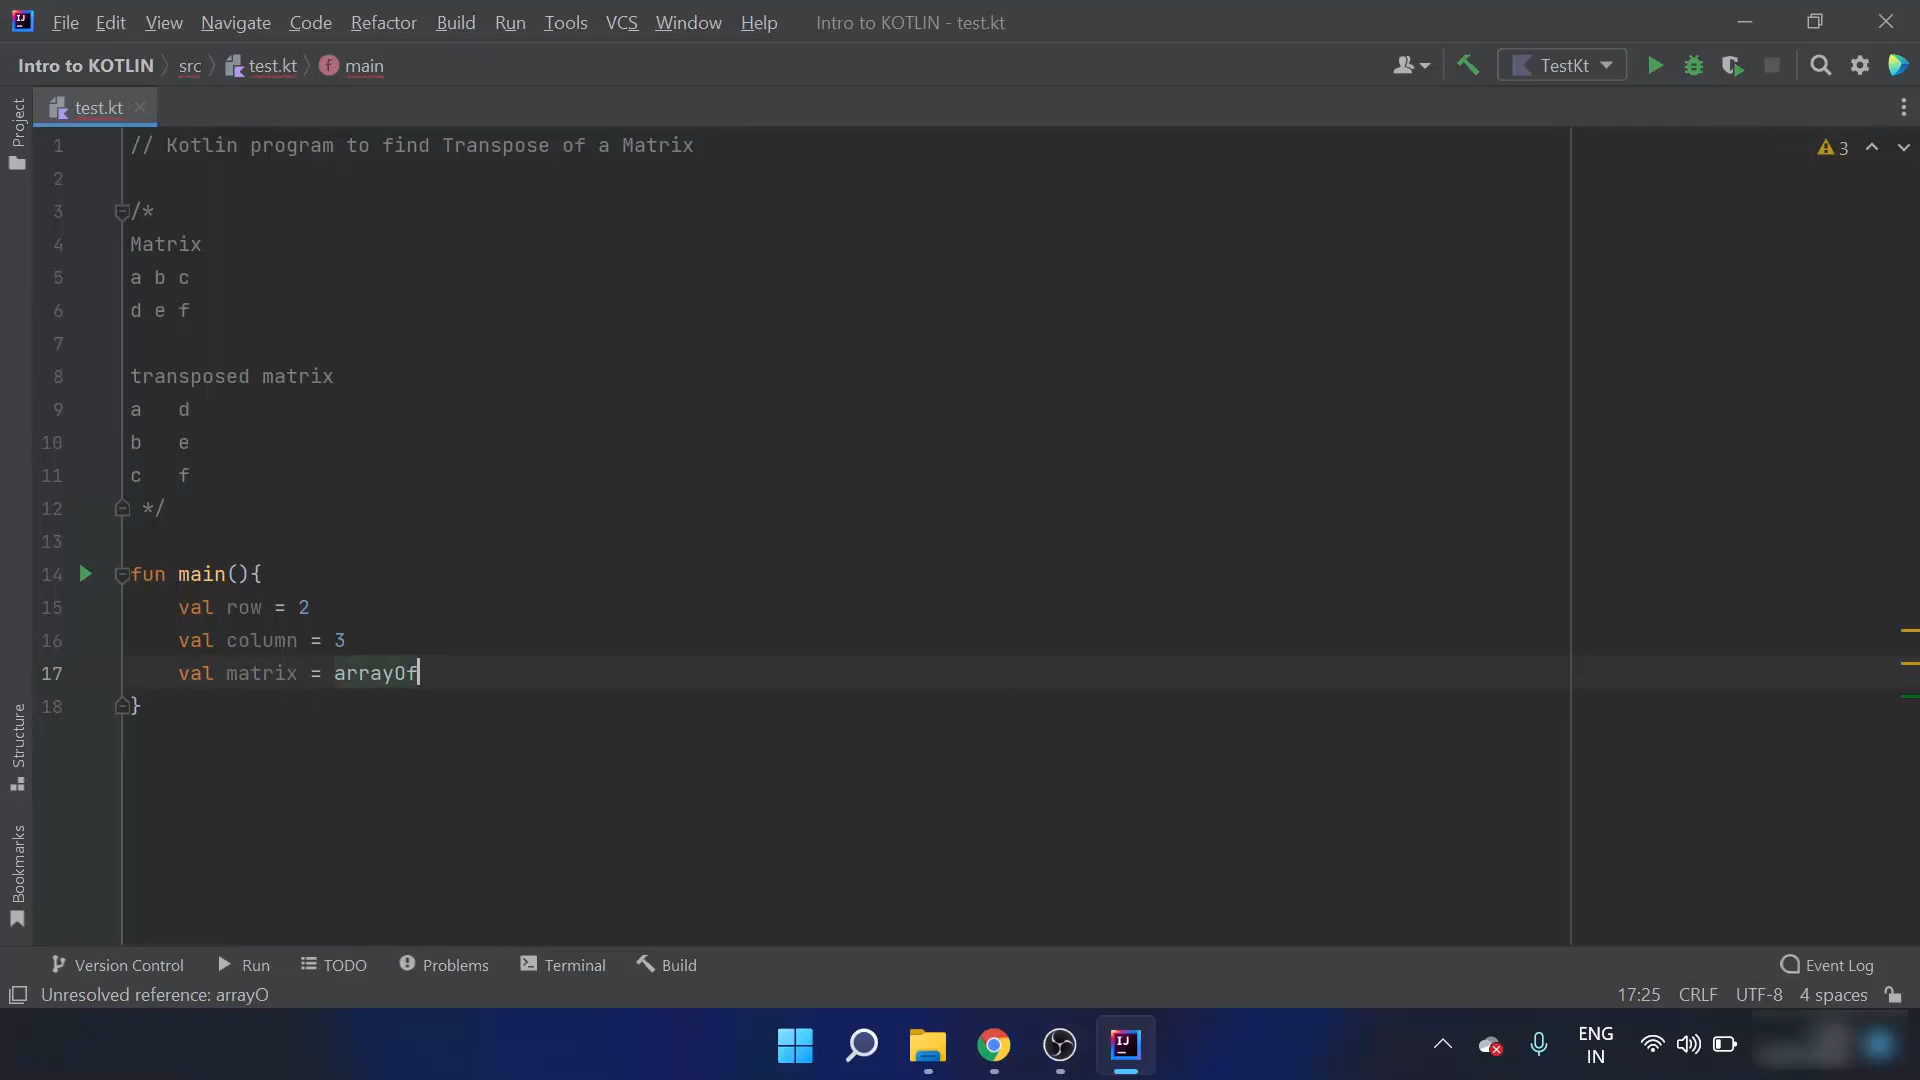 File Edit View Navigate Code Refactor Build Run Tools VCS Window Help Intro to KOTLIN - test.kt
Intro to KOTLIN src test.kt main TestKt
Project
test.kt
1 // Kotlin program to find Transpose of a Matrix
2
3 /*
4 Matrix
5 a b c
6 d e f
7
8 transposed matrix
9 a   d
10 b   e
11 c   f
12  */
13
14 fun main(){
15     val row = 2
16     val column = 3
17     val matrix = arrayOf
18 }
3
Structure
Bookmarks
Version Control Run TODO Problems Terminal Build Event Log
Unresolved reference: arrayO 17:25 CRLF UTF-8 4 spaces
ENG
IN